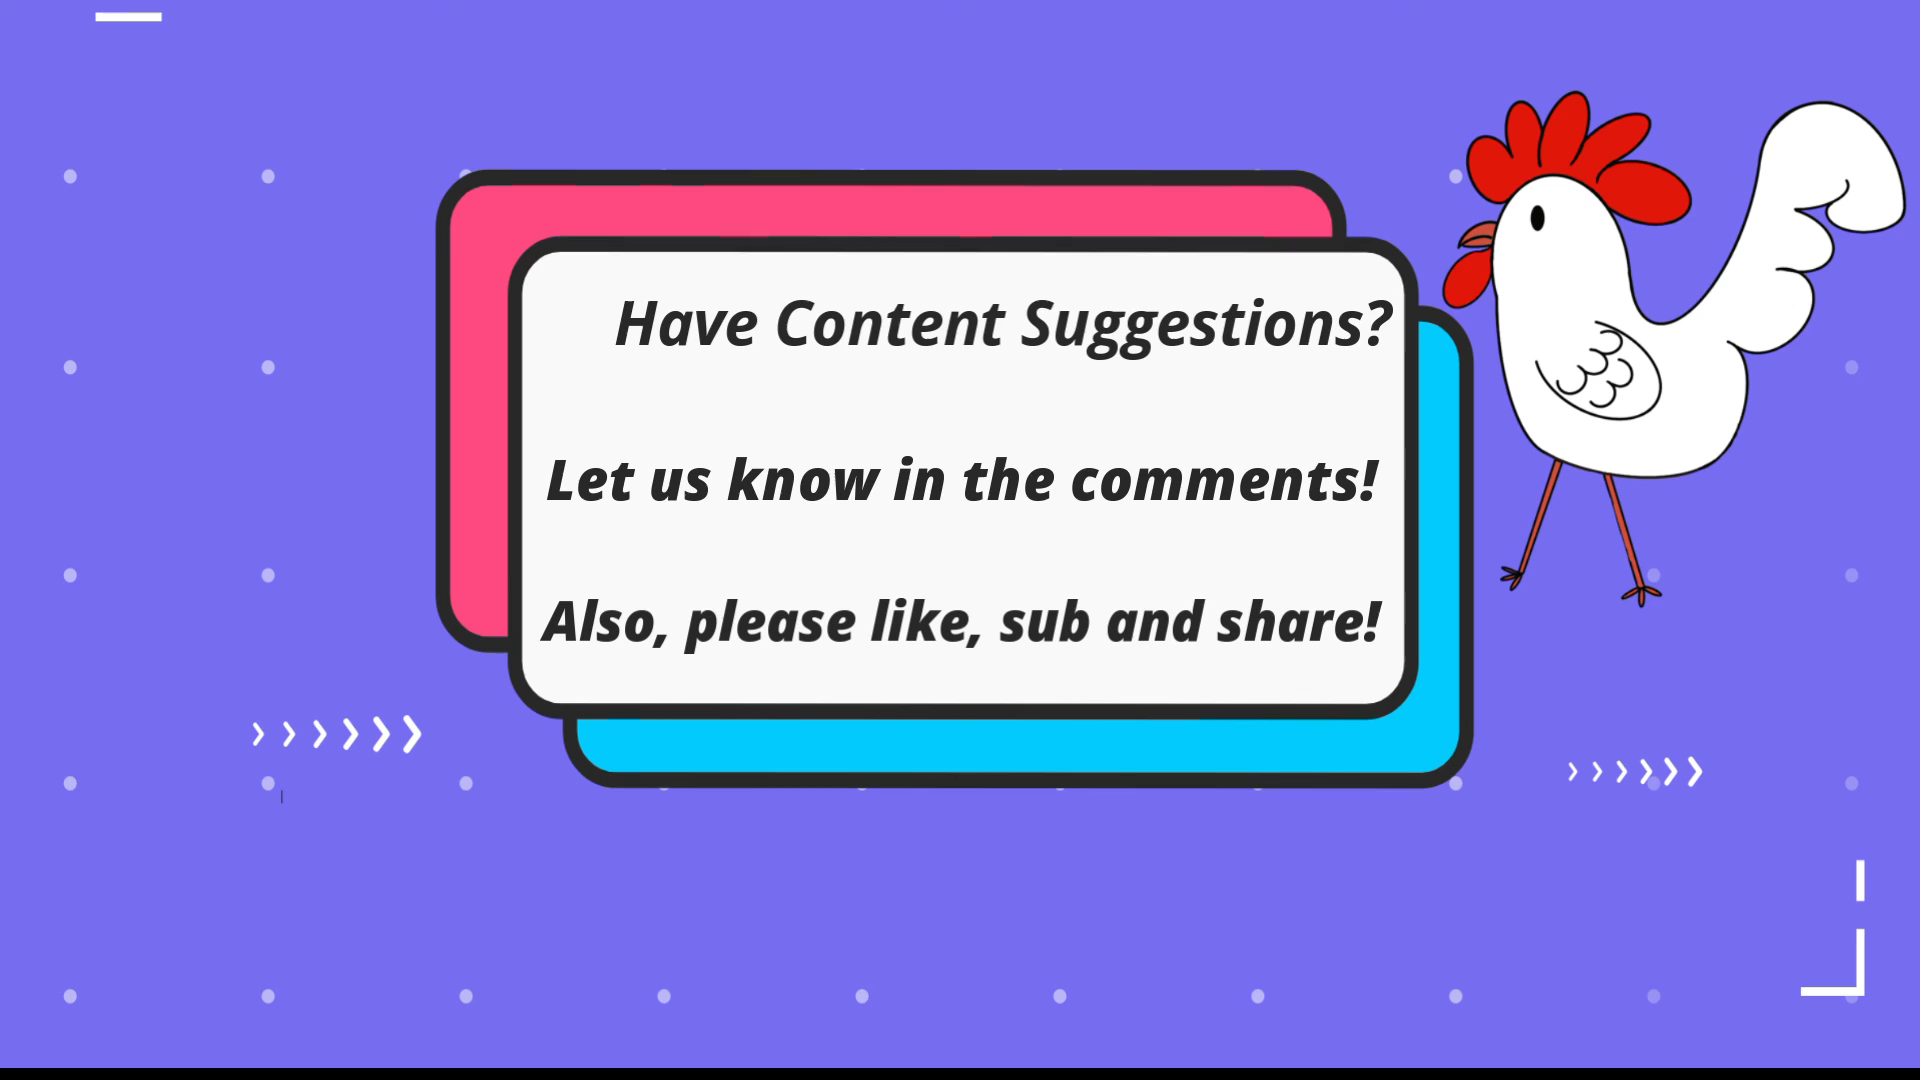 Have Content Suggestions?
Let us know in the comments!
Also, please like, sub and share!